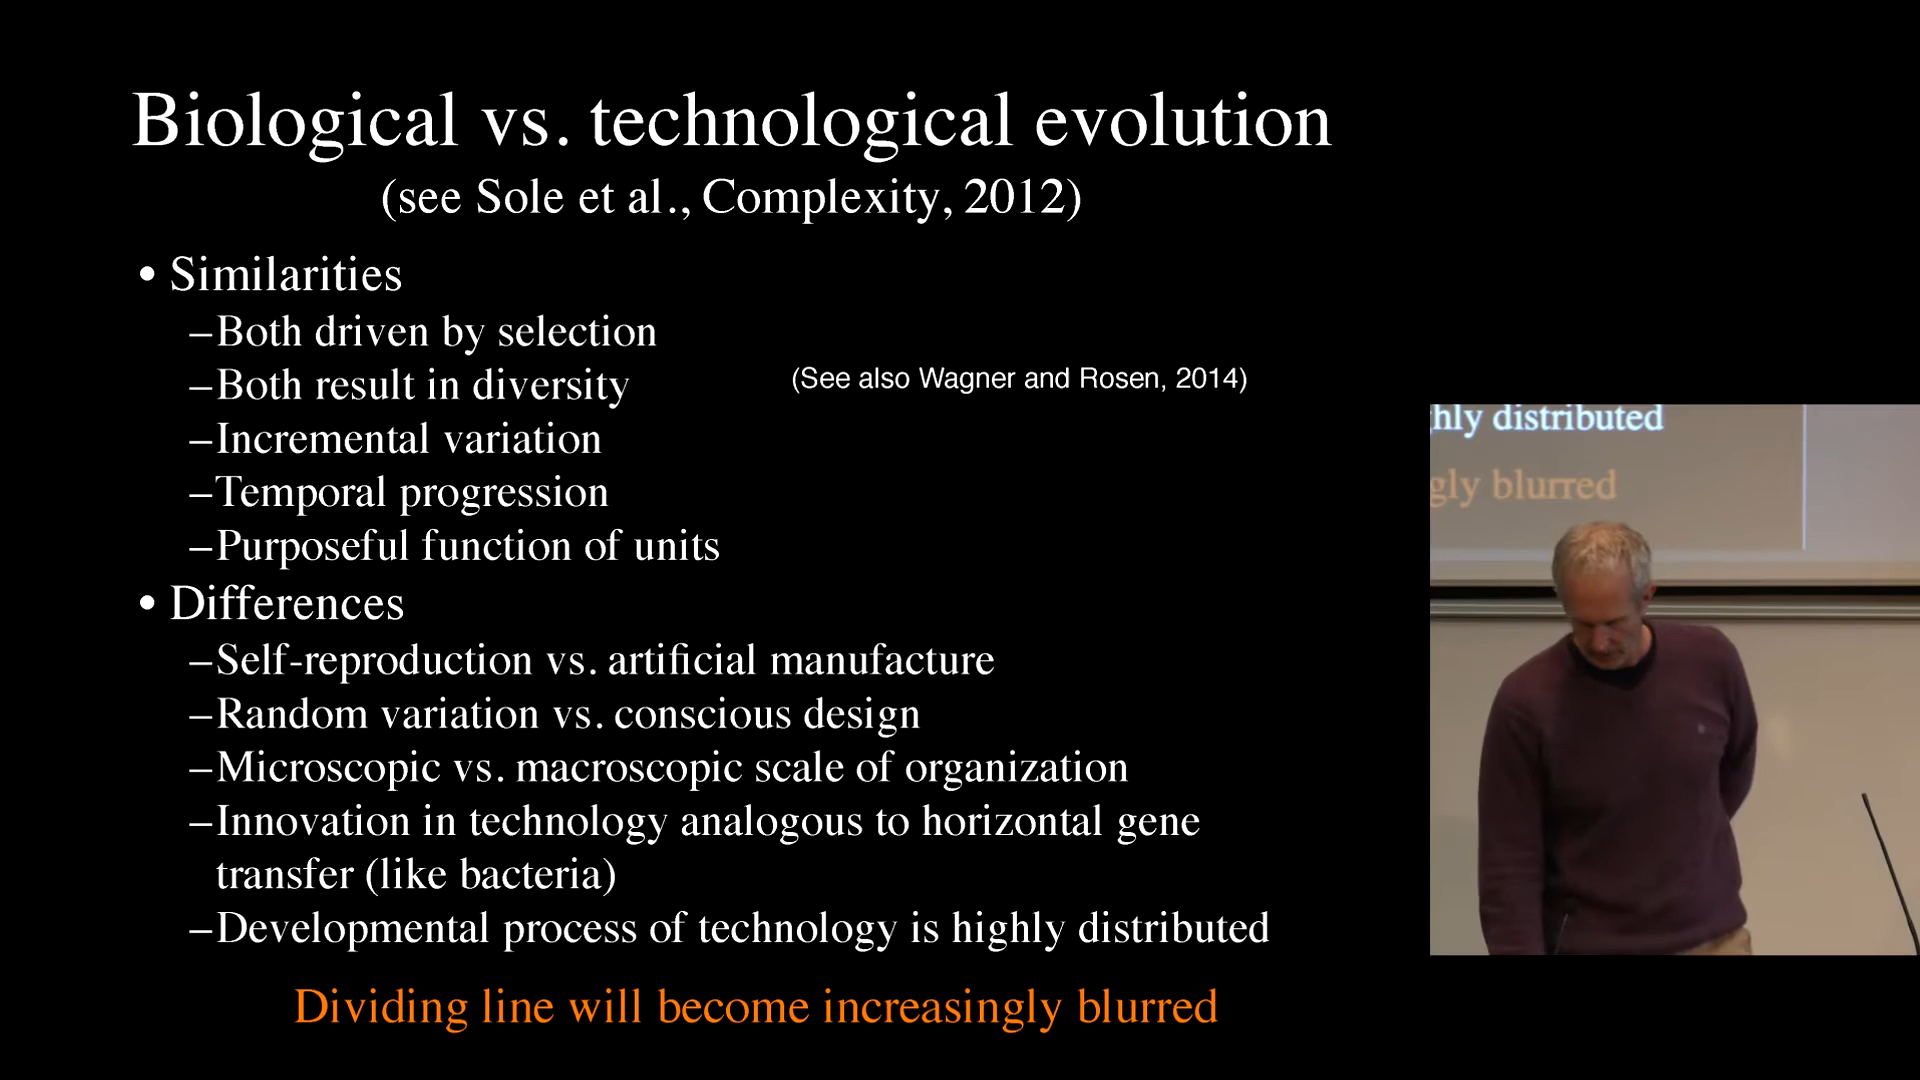 Biological vs. technological evolution
(see Sole et al., Complexity, 2012)
• Similarities
–Both driven by selection
–Both result in diversity
(See also Wagner and Rosen, 2014)
–Incremental variation
–Temporal progression
–Purposeful function of units
• Differences
–Self-reproduction vs. artificial manufacture
–Random variation vs. conscious design
–Microscopic vs. macroscopic scale of organization
–Innovation in technology analogous to horizontal gene
transfer (like bacteria)
–Developmental process of technology is highly distributed
Dividing line will become increasingly blurred
hly distributed
gly blurred